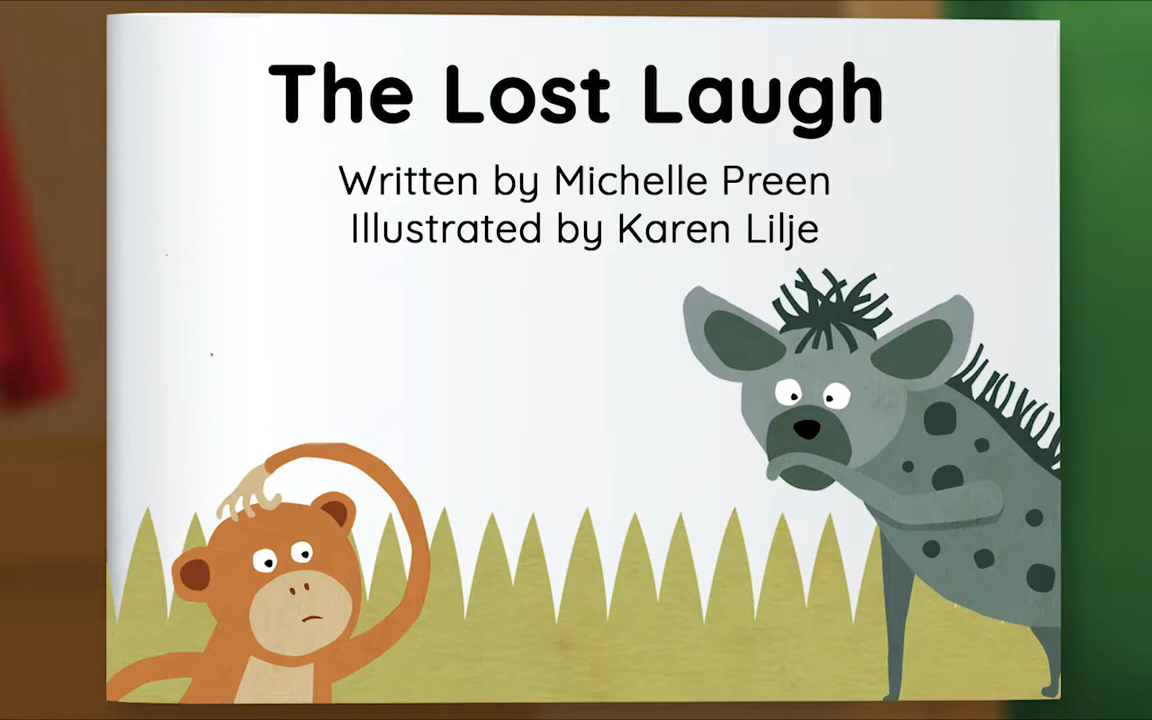 The Lost Laugh
Written by Michelle Preen
Illustrated by Karen Lilje